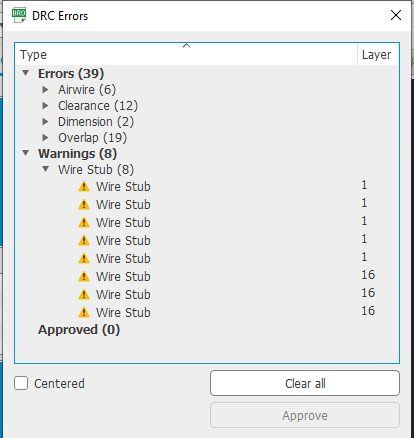 BRD DRC Errors
Type Layer
Errors (39)
Airwire (6)
Clearance (12)
Dimension (2)
Overlap (19)
Warnings (8)
Wire Stub (8)
Wire Stub 1
Wire Stub 1
Wire Stub 1
Wire Stub 1
Wire Stub 1
Wire Stub 16
Wire Stub 16
Wire Stub 16
Approved (0)
Centered Clear all
Approve